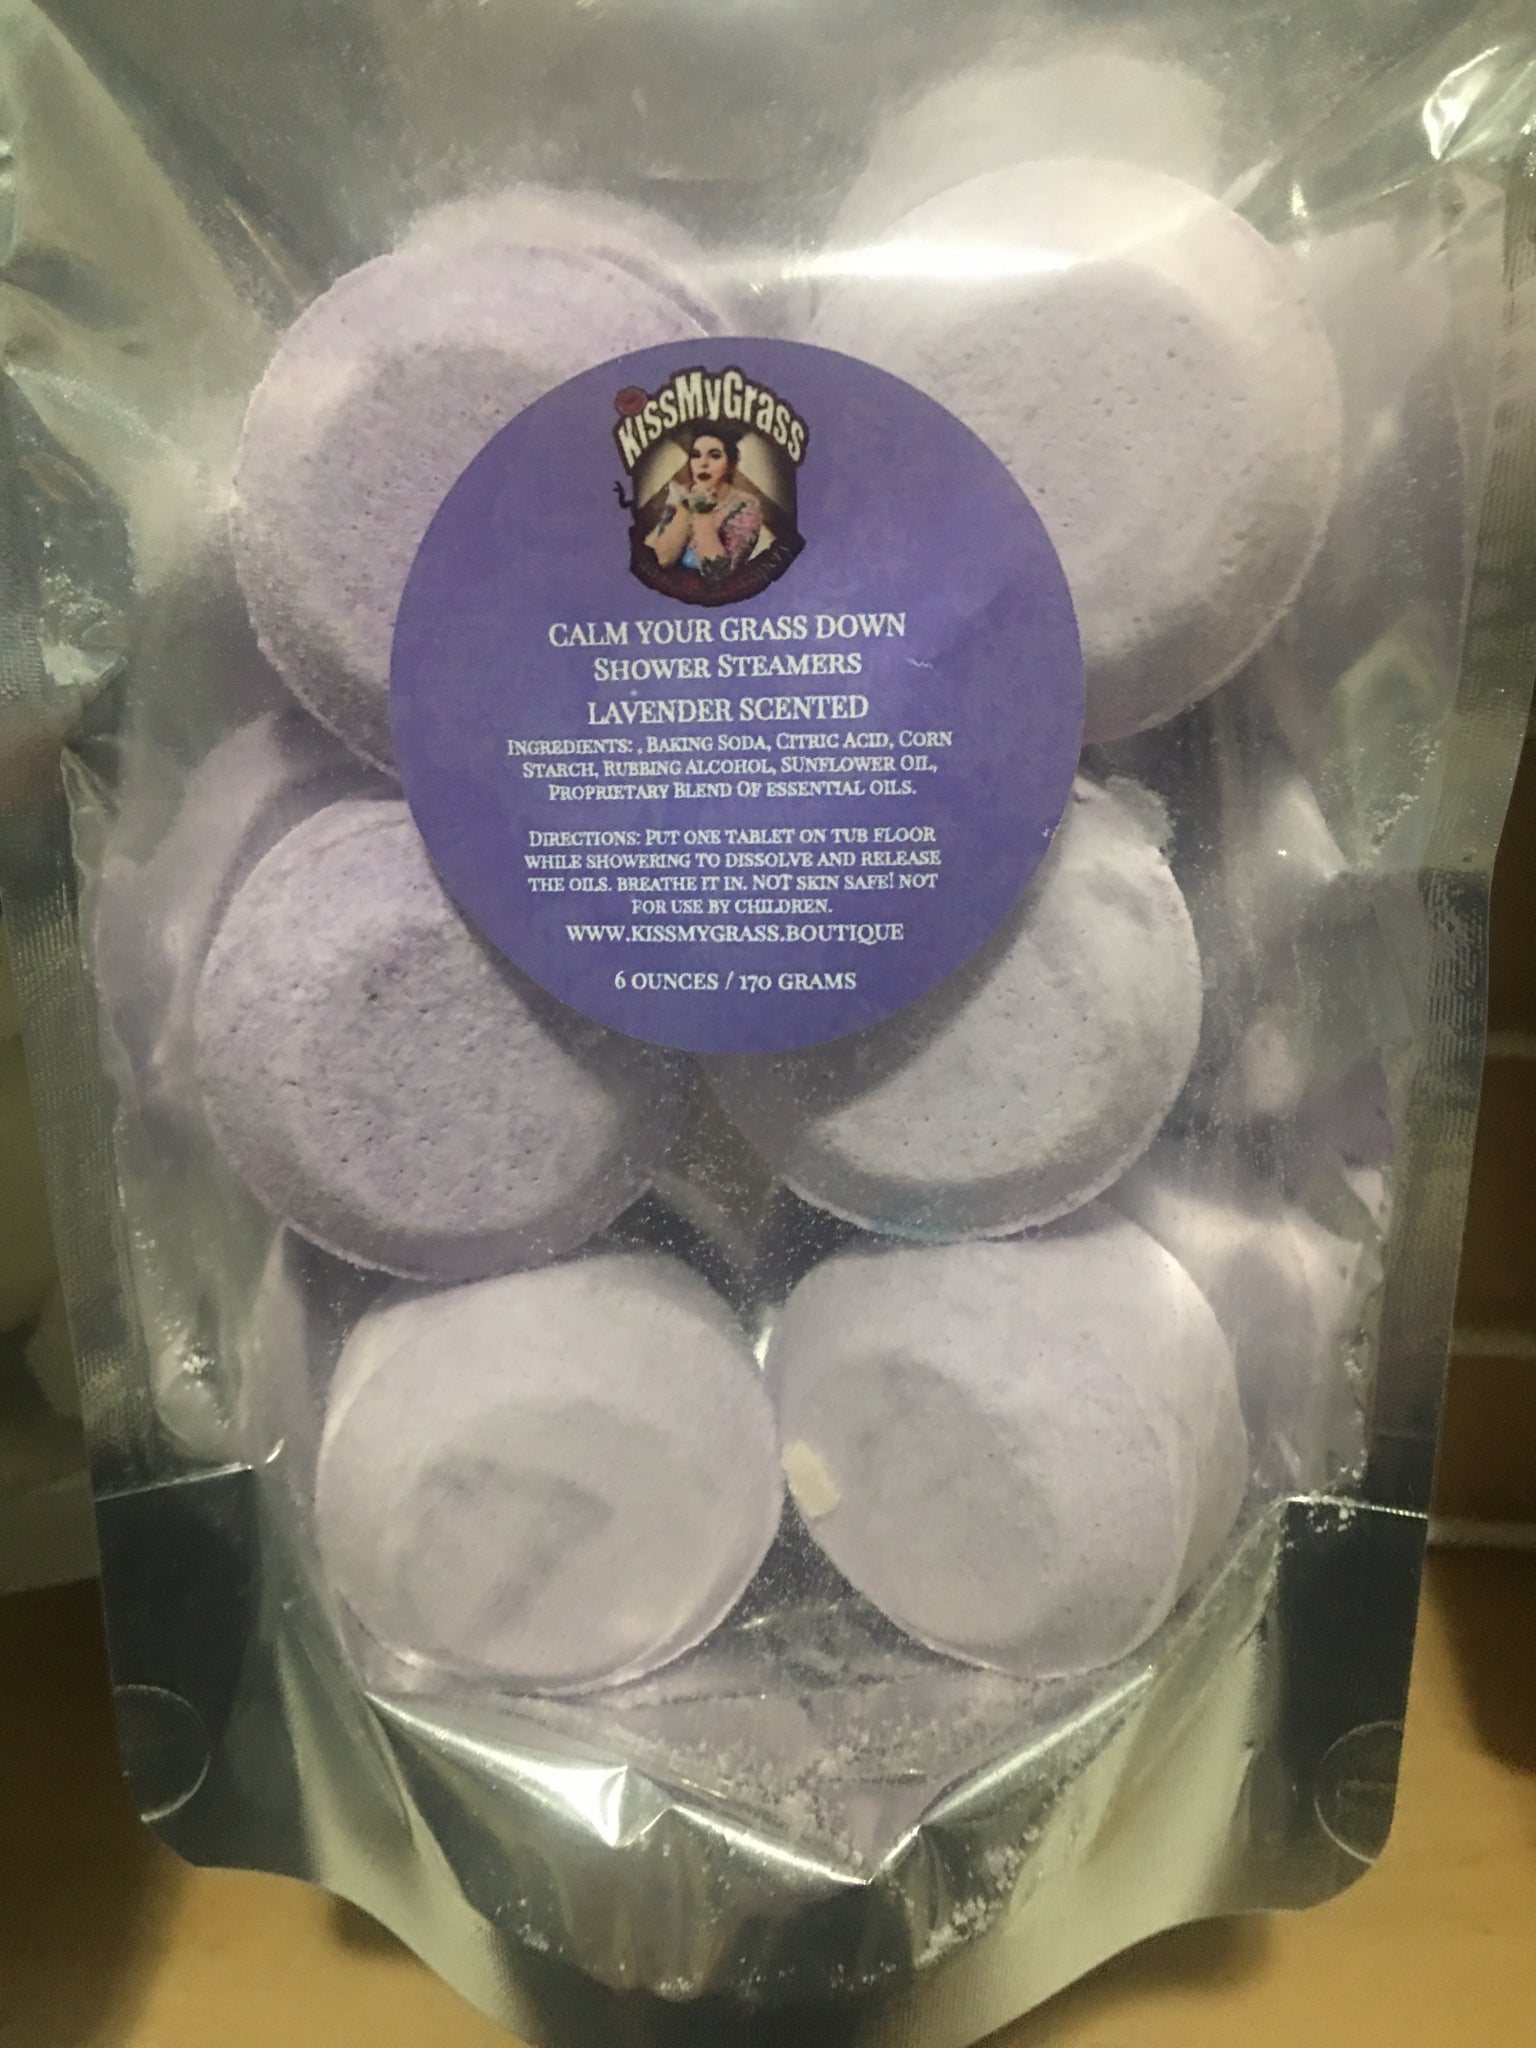 KissMyGrass
CALM YOUR GRASS DOWN
SHOWER STEAMERS
LAVENDER SCENTED
INGREDIENTS: , BAKING SODA, CITRIC ACID, CORN
STARCH, RUBBING ALCOHOL, SUNFLOWER OIL,
PROPRIETARY BLEND OF ESSENTIAL OILS.
DIRECTIONS: PUT ONE TABLET ON TUB FLOOR
WHILE SHOWERING TO DISSOLVE AND RELEASE
THE OILS. BREATHE IT IN. NOT SKIN SAFE! NOT
FOR USE BY CHILDREN.
WWW.KISSMYGRASS.BOUTIQUE
6 OUNCES / 170 GRAMS